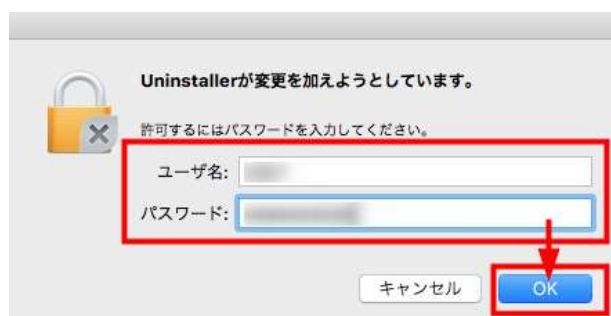 Uninstallerが変更を加えようとしています。
許可するにはパスワードを入力してください。
ユーザ名:
パスワード:
キャンセル
OK